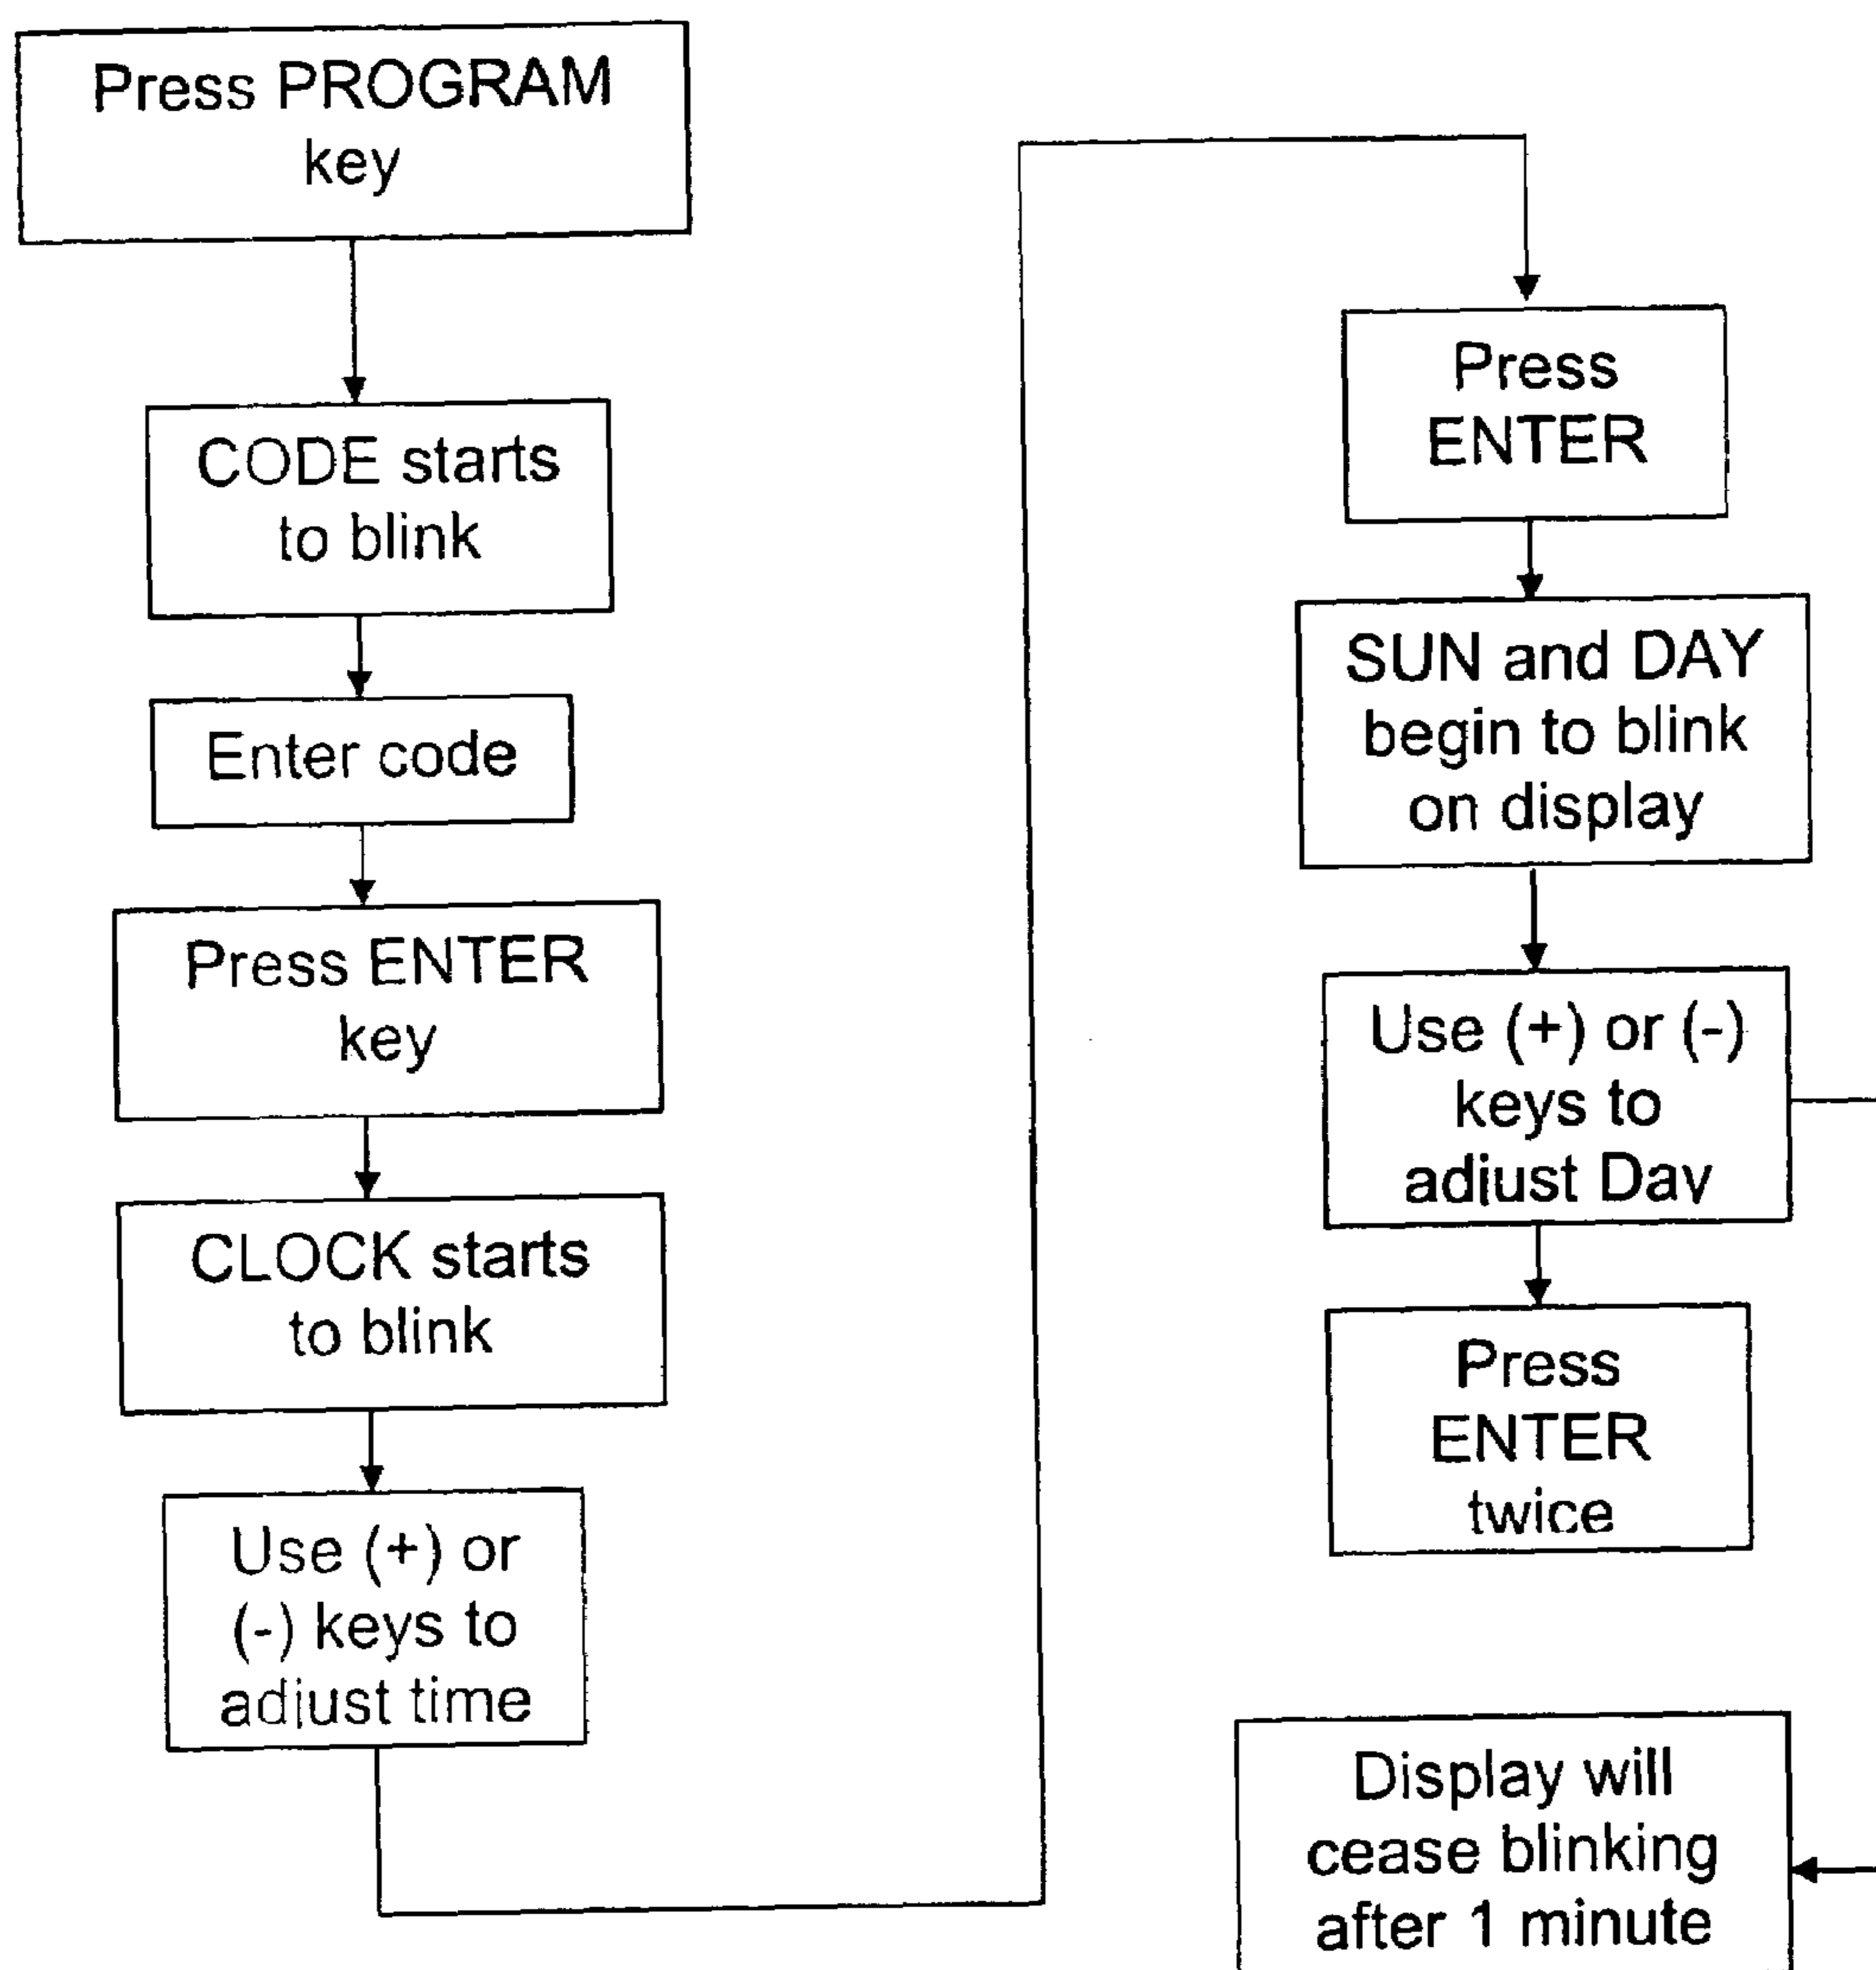 Press PROGRAM
key
CODE starts
to blink
Enter code
Press ENTER
key
CLOCK starts
to blink
Use (+) or
(-) keys to
adjust time
Press
ENTER
SUN and DAY
begin to blink
on display
Use (+) or (-)
keys to
adjust Day
Press
ENTER
twice
Display will
cease blinking
after 1 minute